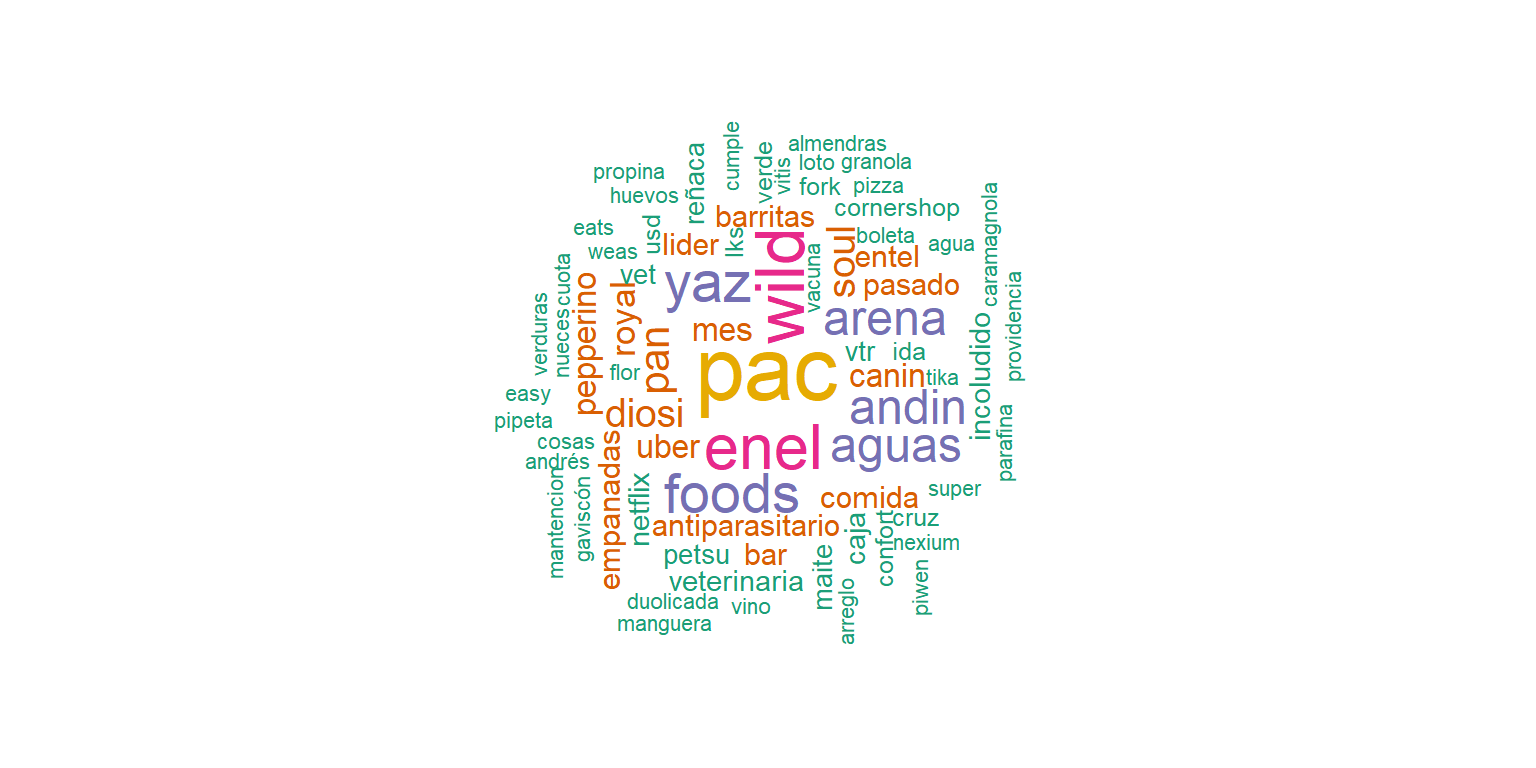 cumple
almendras
verde
vitis
loto
granola
propina
reñaca
huevos
fork
pizza
barritas
cornershop
eats
usd
weas
lider
lks
wild
vacuna
soul
boleta
agua
entel
caramagnola
vet
yaz
pasado
cuota
pepperino
royal
verduras
nueces
pan
mes
arena
vtr
ida
incoludido
providencia
flor
pac
canin
tika
easy
pipeta
diosi
andin
cosas
andrés
uber
enel
aguas
parafina
empanadas
mantencion
gaviscón
netflix
foods
comida
super
antiparasitario
caja
confort
cruz
petsu
bar
nexium
veterinaria
maite
piwen
duolicada
vino
arreglo
manguera